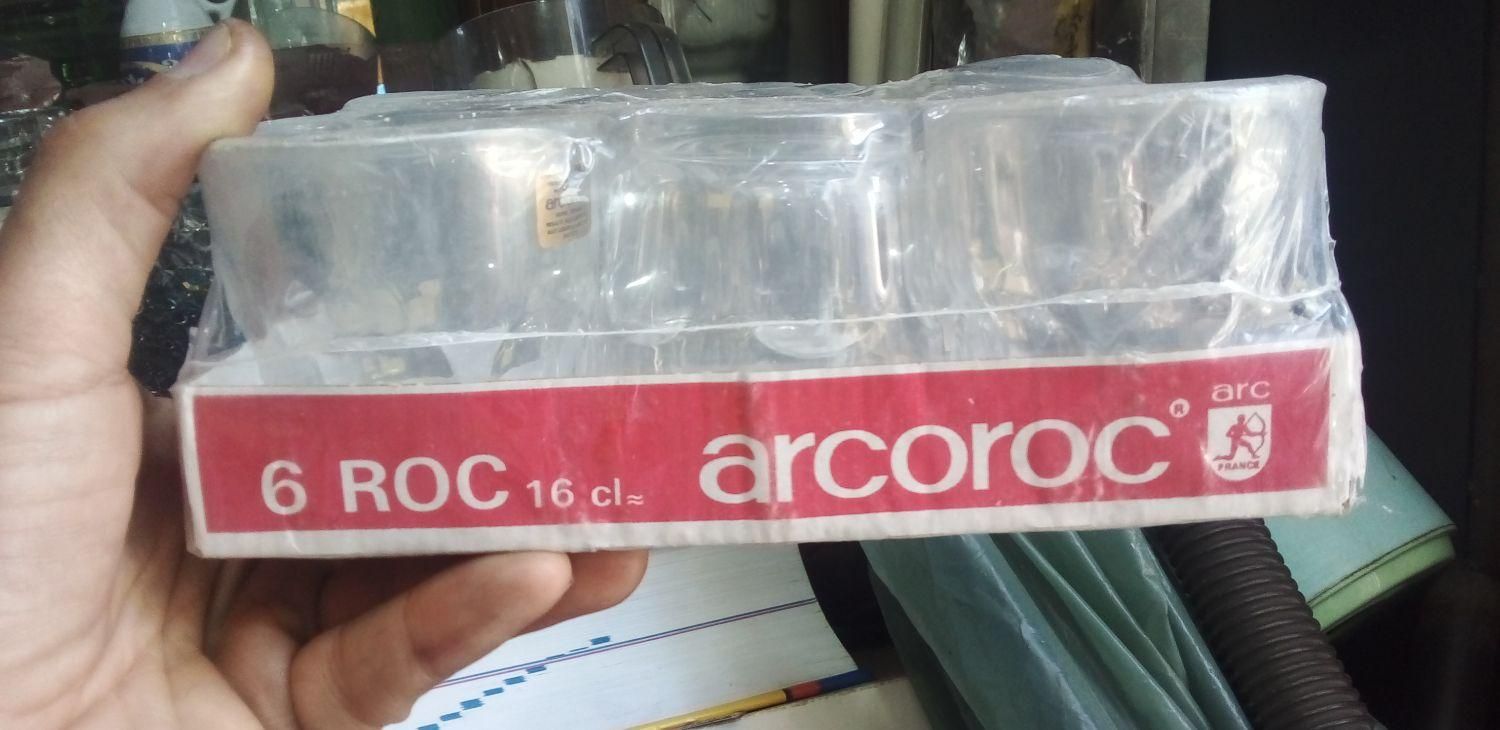 arc
6 ROC 16 cl≈ arcoroc®
FRANCE